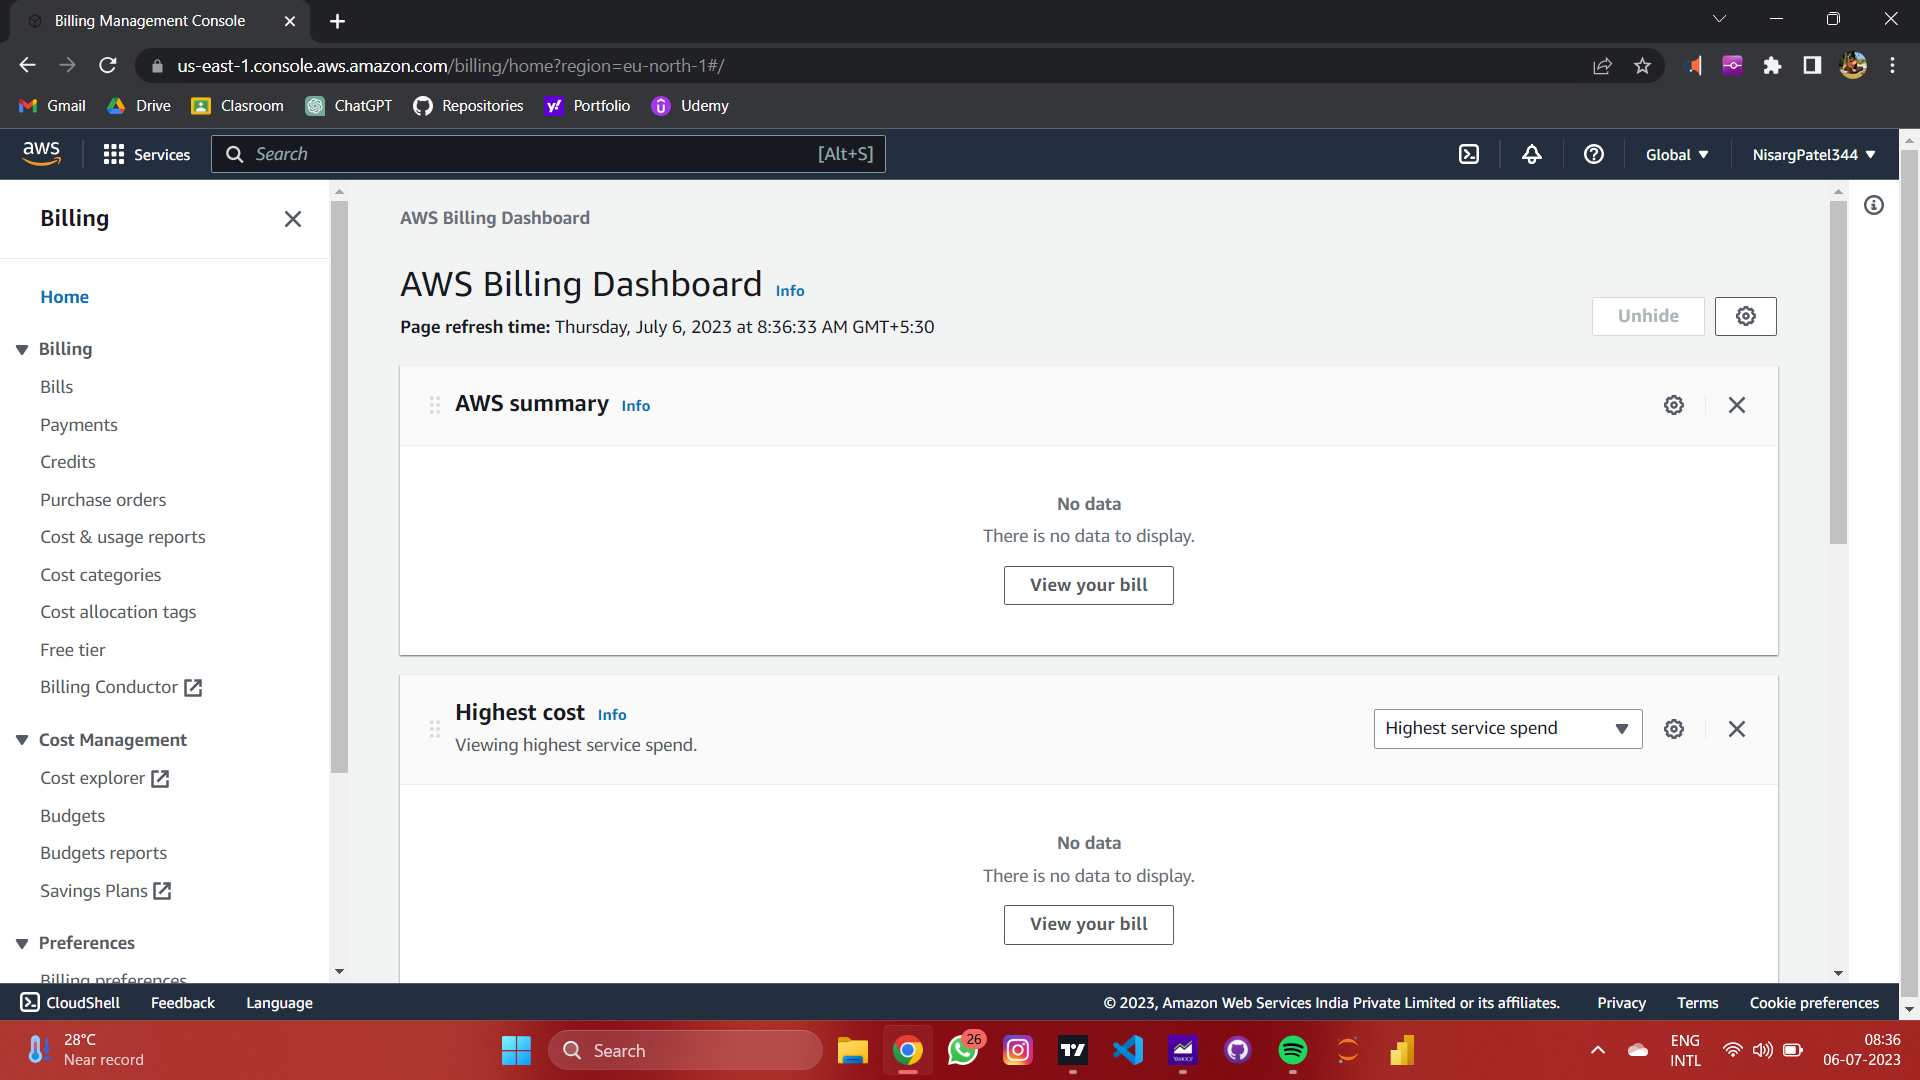 Billing Management Console
us-east-1.console.aws.amazon.com/billing/home?region=eu-north-1#/
Gmail
Drive
Clasroom
ChatGPT
Repositories
Portfolio
Udemy
aws
Services
Search
[Alt+S]
Global
NisargPatel344
Billing
Home
Billing
Bills
Payments
Credits
Purchase orders
Cost & usage reports
Cost categories
Cost allocation tags
Free tier
Billing Conductor
Cost Management
Cost explorer
Budgets
Budgets reports
Savings Plans
Preferences
Billing preferences
AWS Billing Dashboard
AWS Billing Dashboard Info
Page refresh time: Thursday, July 6, 2023 at 8:36:33 AM GMT+5:30
Unhide
AWS summary Info
No data
There is no data to display.
View your bill
Highest cost Info
Viewing highest service spend.
Highest service spend
No data
There is no data to display.
View your bill
CloudShell
Feedback
Language
© 2023, Amazon Web Services India Private Limited or its affiliates.
Privacy
Terms
Cookie preferences
28°C
Near record
Search
26
ENG
INTL
08:36
06-07-2023